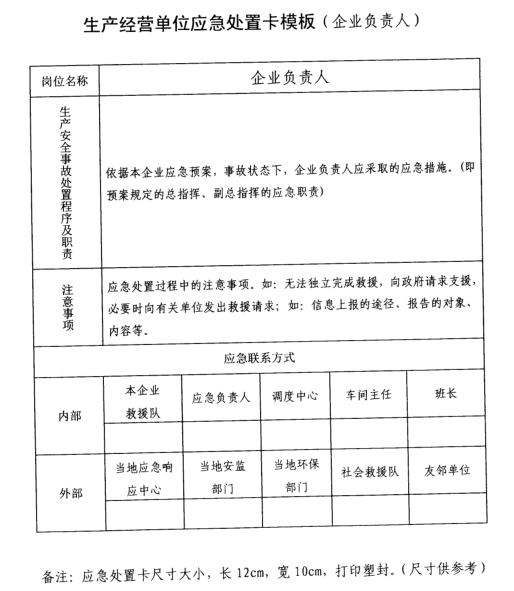 生产经营单位应急处置卡模板（企业负责人）
岗位名称
企业负责人
生产安全事故处置程序及职责
依据本企业应急预案，事故状态下，企业负责人应采取的应急措施。（即
预案规定的总指挥、副总指挥的应急职责）
注意事项
应急处置过程中的注意事项。如：无法独立完成救援，向政府请求支援，
必要时向有关单位发出救援请求；如：信息上报的途径、报告的对象、
内容等。
应急联系方式
内部
本企业
救援队
应急负责人
调度中心
车间主任
班长
外部
当地应急响
应中心
当地安监
部门
当地环保
部门
社会救援队
友邻单位
备注：应急处置卡尺寸大小，长12cm，宽10cm，打印塑封。（尺寸供参考）